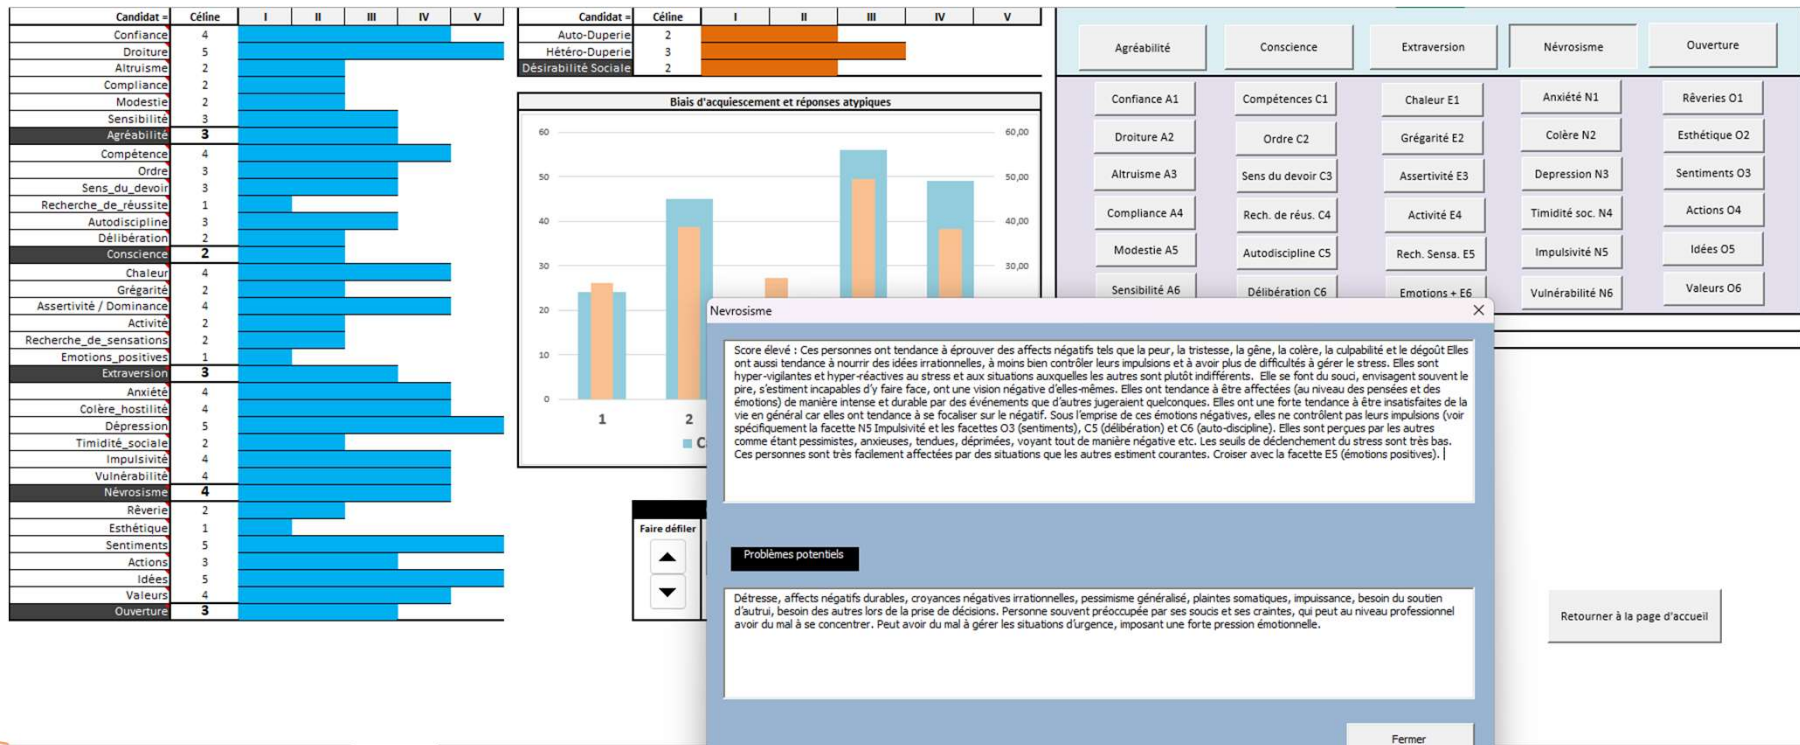 Candidat = Céline I II III IV V
Confiance 4
Droiture 5
Altruisme 2
Compliance 2
Modestie 2
Sensibilité 3
Agréabilité 3
Compétence 4
Ordre 3
Sens_du_devoir 3
Recherche_de_réussite 1
Autodiscipline 3
Délibération 2
Conscience 2
Chaleur 4
Grégarité 2
Assertivité / Dominance 4
Activité 2
Recherche_de_sensations 2
Emotions_positives 1
Extraversion 3
Anxiété 4
Colère_hostilité 4
Dépression 5
Timidité_sociale 2
Impulsivité 4
Vulnérabilité 4
Névrosisme 4
Rêverie 2
Esthétique 1
Sentiments 5
Actions 3
Idées 5
Valeurs 4
Ouverture 3
Candidat = Céline I II III IV V
Auto-Duperie 2
Hétéro-Duperie 3
Désirabilité Sociale 2
Biais d'acquiescement et réponses atypiques
60 60,00
50 50,00
40 40,00
30 30,00
20
10
0
1 2
C
Faire défiler
Agréabilité Conscience Extraversion Névrosisme Ouverture
Confiance A1 Compétences C1 Chaleur E1 Anxiété N1 Rêveries O1
Droiture A2 Ordre C2 Grégarité E2 Colère N2 Esthétique O2
Altruisme A3 Sens du devoir C3 Assertivité E3 Depression N3 Sentiments O3
Compliance A4 Rech. de réus. C4 Activité E4 Timidité soc. N4 Actions O4
Modestie A5 Autodiscipline C5 Rech. Sensa. E5 Impulsivité N5 Idées O5
Sensibilité A6 Délibération C6 Emotions + E6 Vulnérabilité N6 Valeurs O6
Nevrosisme
Score élevé : Ces personnes ont tendance à éprouver des affects négatifs tels que la peur, la tristesse, la gêne, la colère, la culpabilité et le dégoût Elles
ont aussi tendance à nourrir des idées irrationnelles, à moins bien contrôler leurs impulsions et à avoir plus de difficultés à gérer le stress. Elles sont
hyper-vigilantes et hyper-réactives au stress et aux situations auxquelles les autres sont plutôt indifférents. Elle se font du souci, envisagent souvent le
pire, s'estiment incapables d'y faire face, ont une vision négative d'elles-mêmes. Elles ont tendance à être affectées (au niveau des pensées et des
émotions) de manière intense et durable par des événements que d'autres jugeraient quelconques. Elles ont une forte tendance à être insatisfaites de la
vie en général car elles ont tendance à se focaliser sur le négatif. Sous l'emprise de ces émotions négatives, elles ne contrôlent pas leurs impulsions (voir
spécifiquement la facette N5 Impulsivité et les facettes O3 (sentiments), C5 (délibération) et C6 (auto-discipline). Elles sont perçues par les autres
comme étant pessimistes, anxieuses, tendues, déprimées, voyant tout de manière négative etc. Les seuils de déclenchement du stress sont très bas.
Ces personnes sont très facilement affectées par des situations que les autres estiment courantes. Croiser avec la facette E5 (émotions positives).
Problèmes potentiels
Détresse, affects négatifs durables, croyances négatives irrationnelles, pessimisme généralisé, plaintes somatiques, impuissance, besoin du soutien
d'autrui, besoin des autres lors de la prise de décisions. Personne souvent préoccupée par ses soucis et ses craintes, qui peut au niveau professionnel
avoir du mal à se concentrer. Peut avoir du mal à gérer les situations d'urgence, imposant une forte pression émotionnelle.
Fermer
Retourner à la page d'accueil